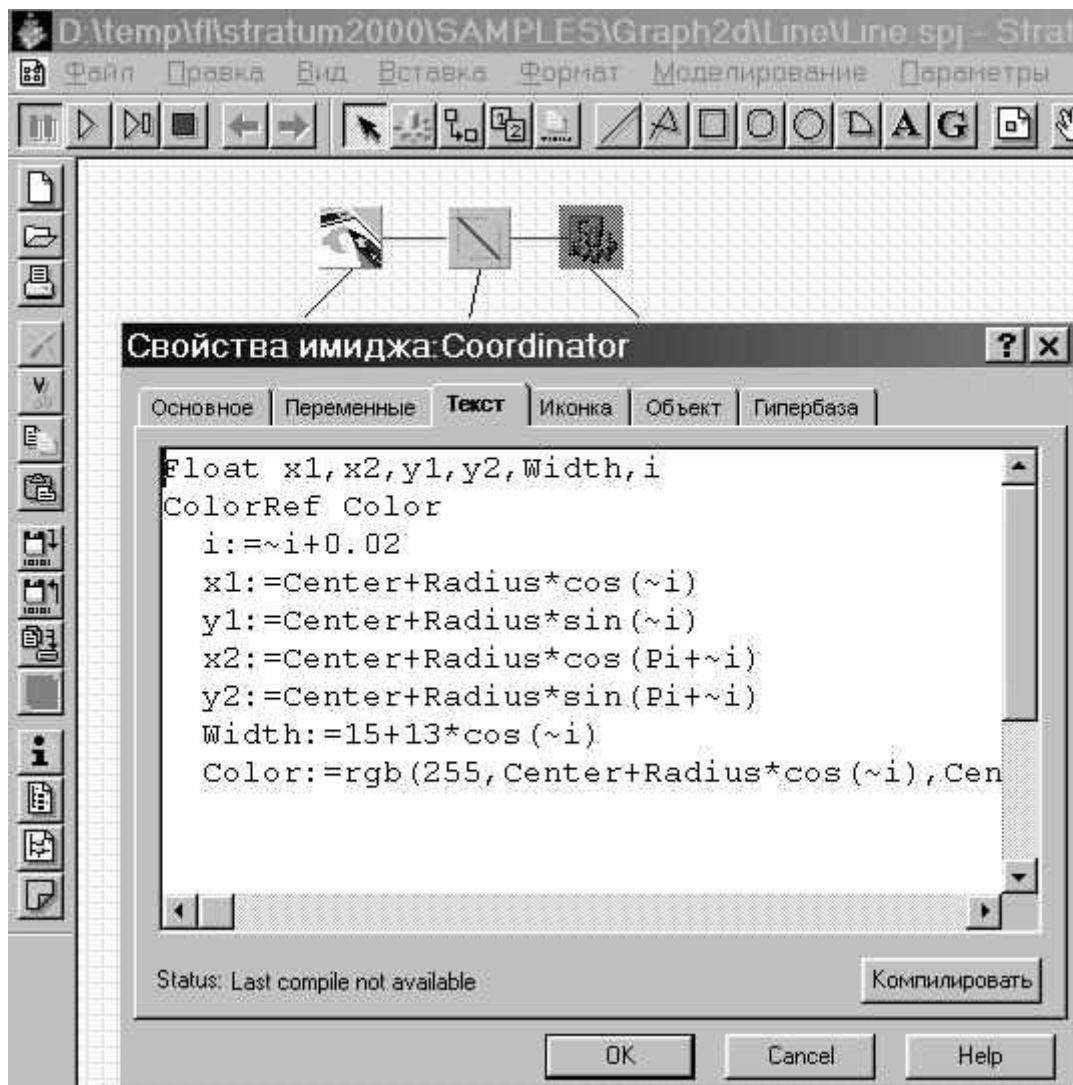 D:\temp\fl\stratum2000\SAMPLES\Graph2d\Line\Line.spj - Strat
Файл Правка Вид Вставка Формат Моделирование Параметры
A G
Свойства имиджа:Coordinator
Основное Переменные Текст Иконка Объект Гипербаза
Float x1,x2,y1,y2,Width,i
ColorRef Color
i:=~i+0.02
x1:=Center+Radius*cos(~i)
y1:=Center+Radius*sin(~i)
x2:=Center+Radius*cos(Pi+~i)
y2:=Center+Radius*sin(Pi+~i)
Width:=15+13*cos(~i)
Color:=rgb(255,Center+Radius*cos(~i),Cen
Status: Last compile not available
Компилировать
OK Cancel Help